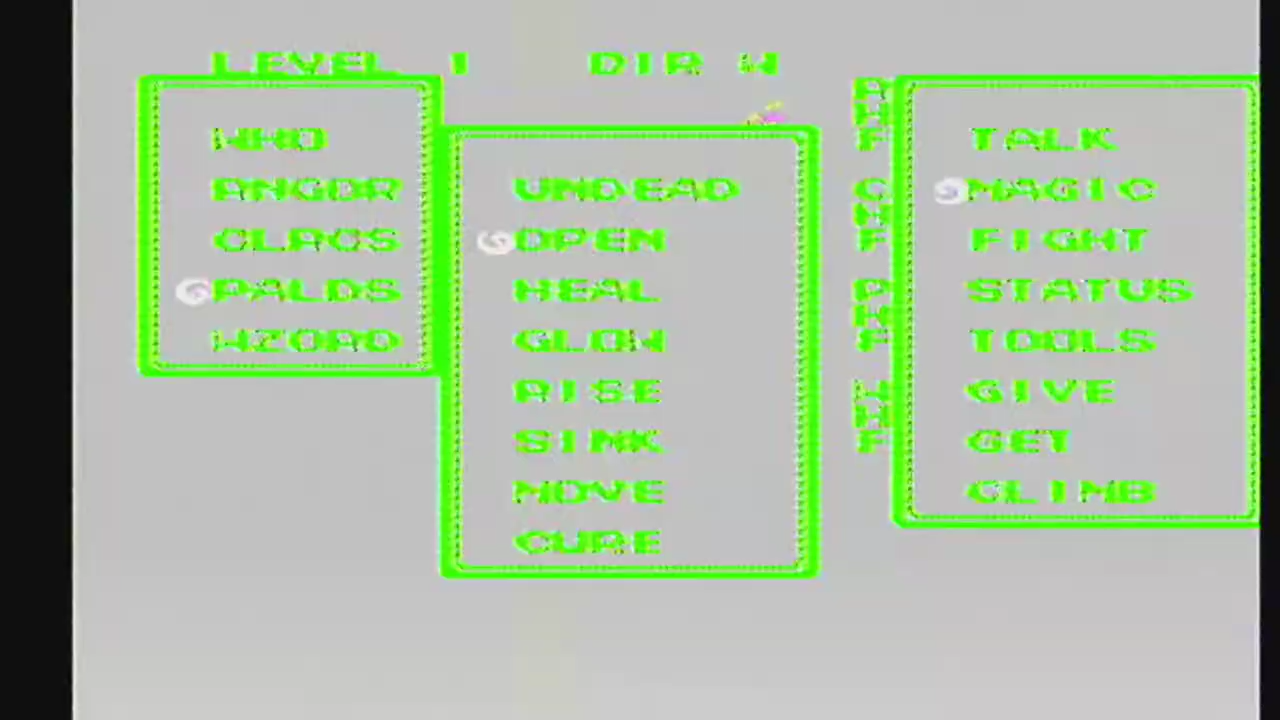 LEVEL 1 DIR W
WHO
ANGOR
CLRCS
PALDS
WZORD
UNDEAD
OPEN
HEAL
GLOW
RISE
SINK
MOVE
CURE
TALK
MAGIC
FIGHT
STATUS
TOOLS
GIVE
GET
CLIMB